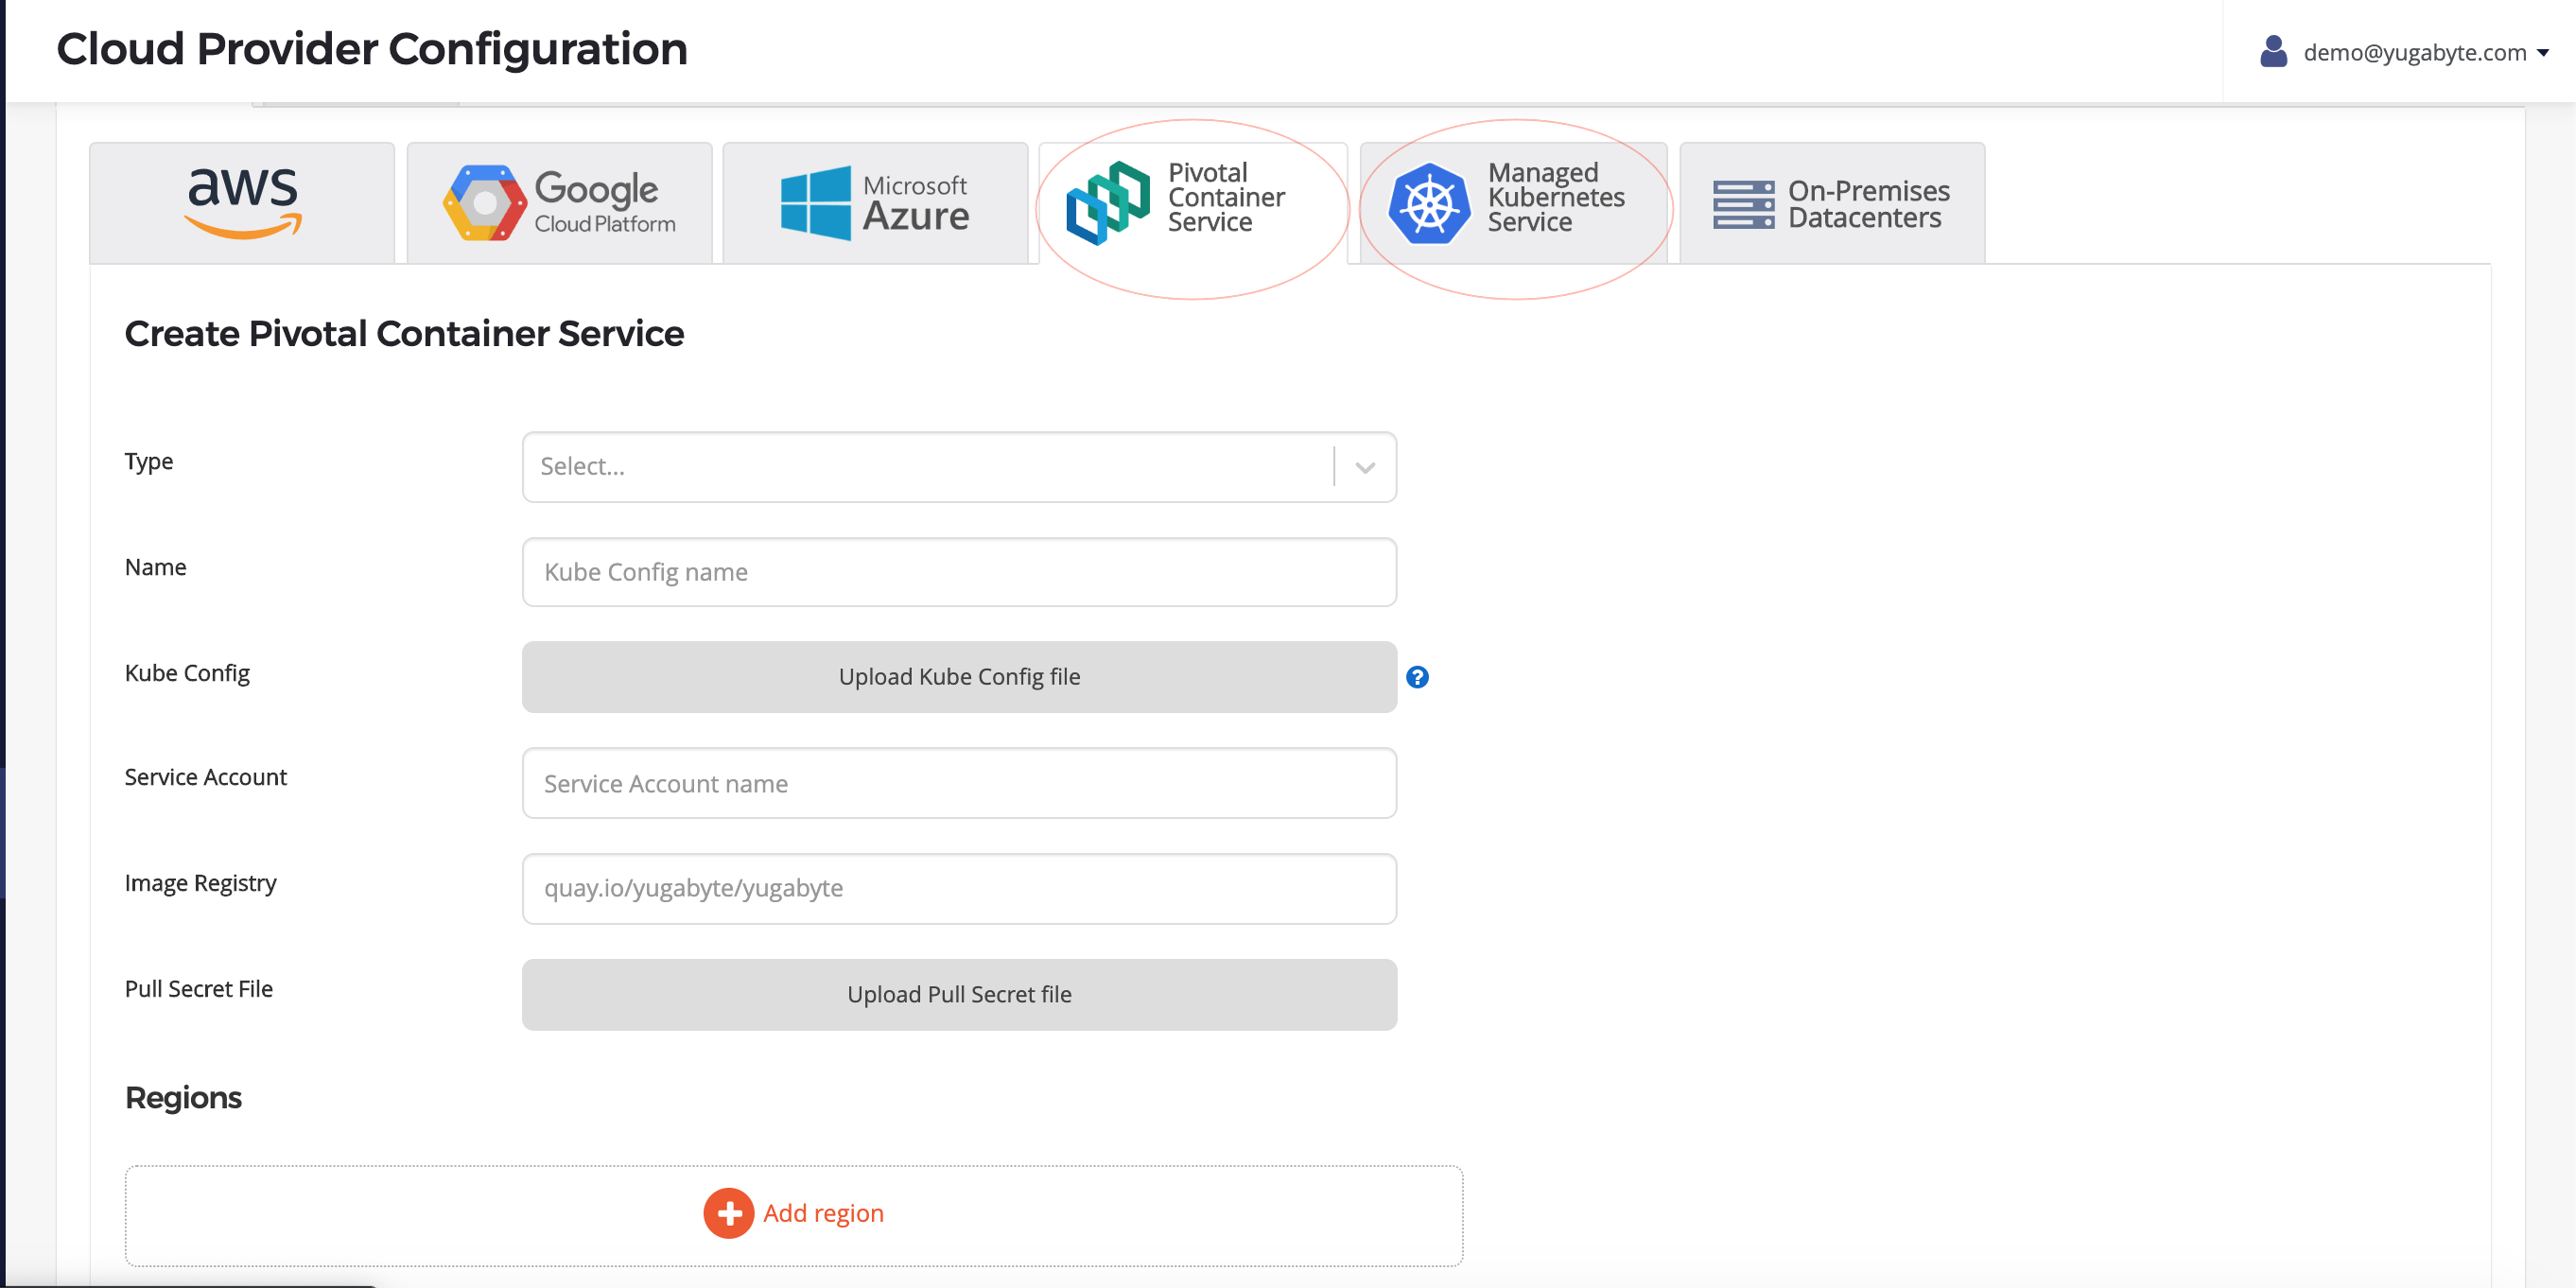 Cloud Provider Configuration
demo@yugabyte.com
aws
Google
Cloud Platform
Microsoft
Azure
Pivotal
Container
Service
Managed
Kubernetes
Service
On-Premises
Datacenters
Create Pivotal Container Service
Type
Select...
Name
Kube Config name
Kube Config
Upload Kube Config file
?
Service Account
Service Account name
Image Registry
quay.io/yugabyte/yugabyte
Pull Secret File
Upload Pull Secret file
Regions
Add region